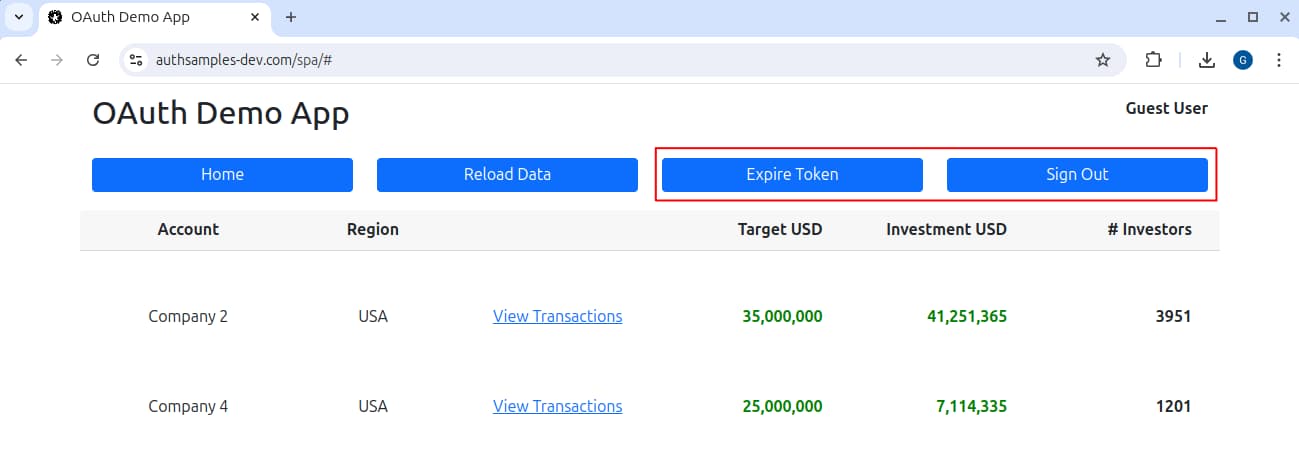 OAuth Demo App
authsamples-dev.com/spa/#
G
OAuth Demo App Guest User
Home Reload Data Expire Token Sign Out
Account Region Target USD Investment USD # Investors
Company 2 USA View Transactions 35,000,000 41,251,365 3951
Company 4 USA View Transactions 25,000,000 7,114,335 1201